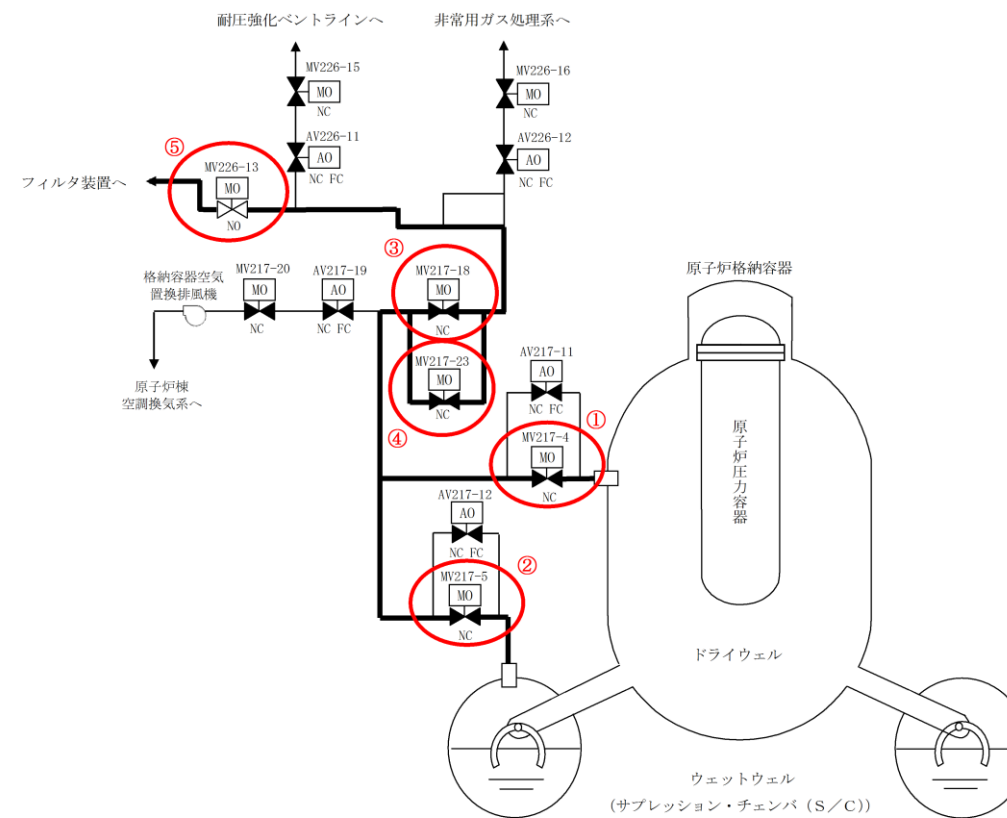 耐圧強化ベントラインへ
非常用ガス処理系へ
MV226-15
MO
NC
MV226-16
MO
NC
AV226-11
AO
NC FC
AV226-12
AO
NC FC
⑤
MV226-13
MO
NO
フィルタ装置へ
③
MV217-18
MO
NC
格納容器空気
置換排風機
MV217-20
MO
NC
AV217-19
AO
NC FC
原子炉格納容器
MV217-23
MO
NC
④
原子炉棟
空調換気系へ
AV217-11
AO
NC FC
①
MV217-4
MO
NC
原子炉圧力容器
AV217-12
AO
NC FC
②
MV217-5
MO
NC
ドライウェル
ウェットウェル
(サプレッション・チェンバ(S/C))